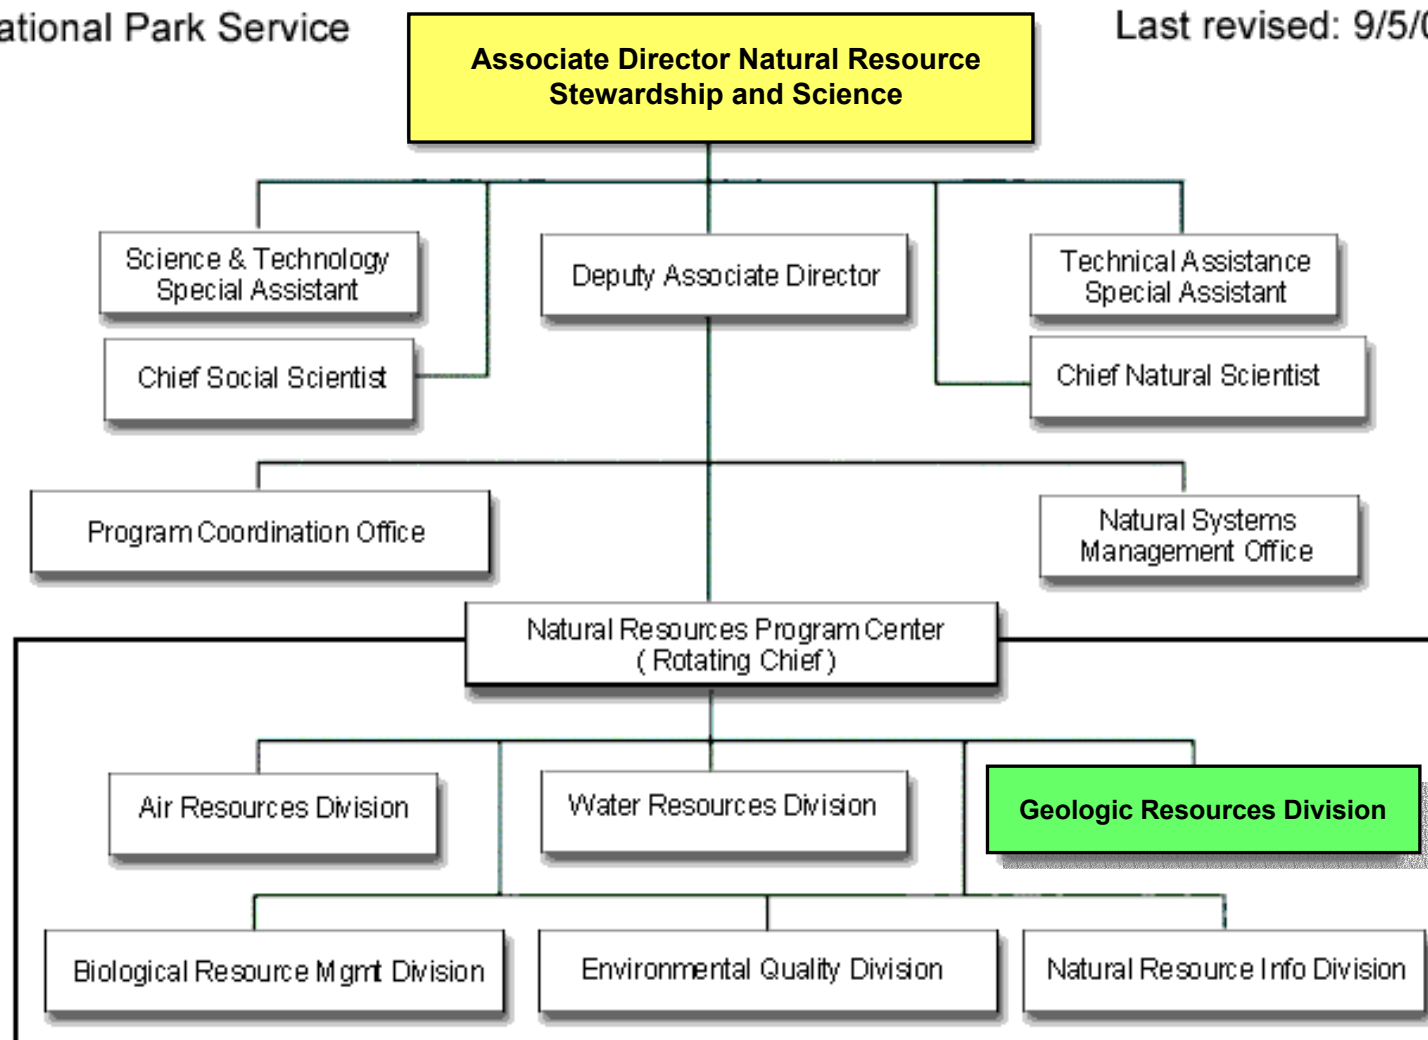 ational Park Service
Last revised: 9/5/0
Associate Director Natural Resource
Stewardship and Science
Science & Technology
Special Assistant
Deputy Associate Director
Technical Assistance
Special Assistant
Chief Social Scientist
Chief Natural Scientist
Program Coordination Office
Natural Systems
Management Office
Natural Resources Program Center
( Rotating Chief )
Air Resources Division
Water Resources Division
Geologic Resources Division
Biological Resource Mgmt Division
Environmental Quality Division
Natural Resource Info Division